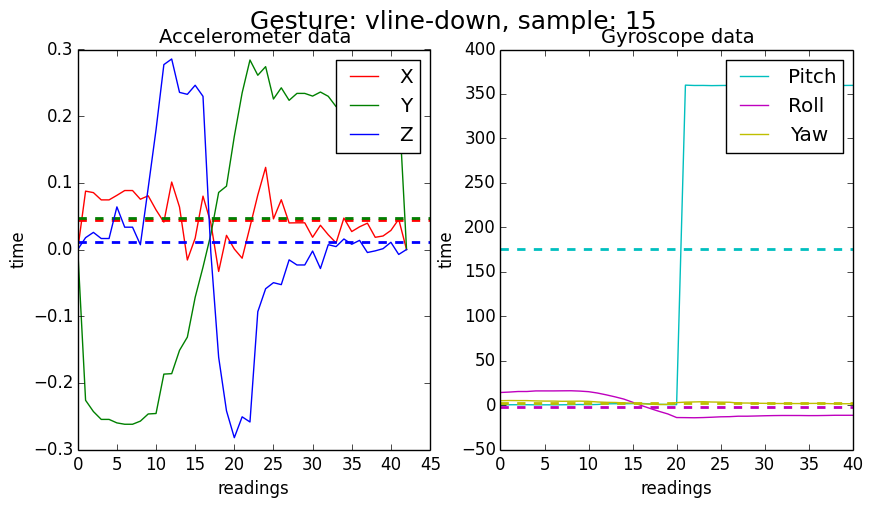 Gesture: vline-down, sample: 15
Accelerometer data
0.3
0.2
0.1
0.0
−0.1
−0.2
−0.3
time
0 5 10 15 20 25 30 35 40 45
readings
X
Y
Z
Gyroscope data
400
350
300
250
200
150
100
50
0
−50
time
0 5 10 15 20 25 30 35 40
readings
Pitch
Roll
Yaw